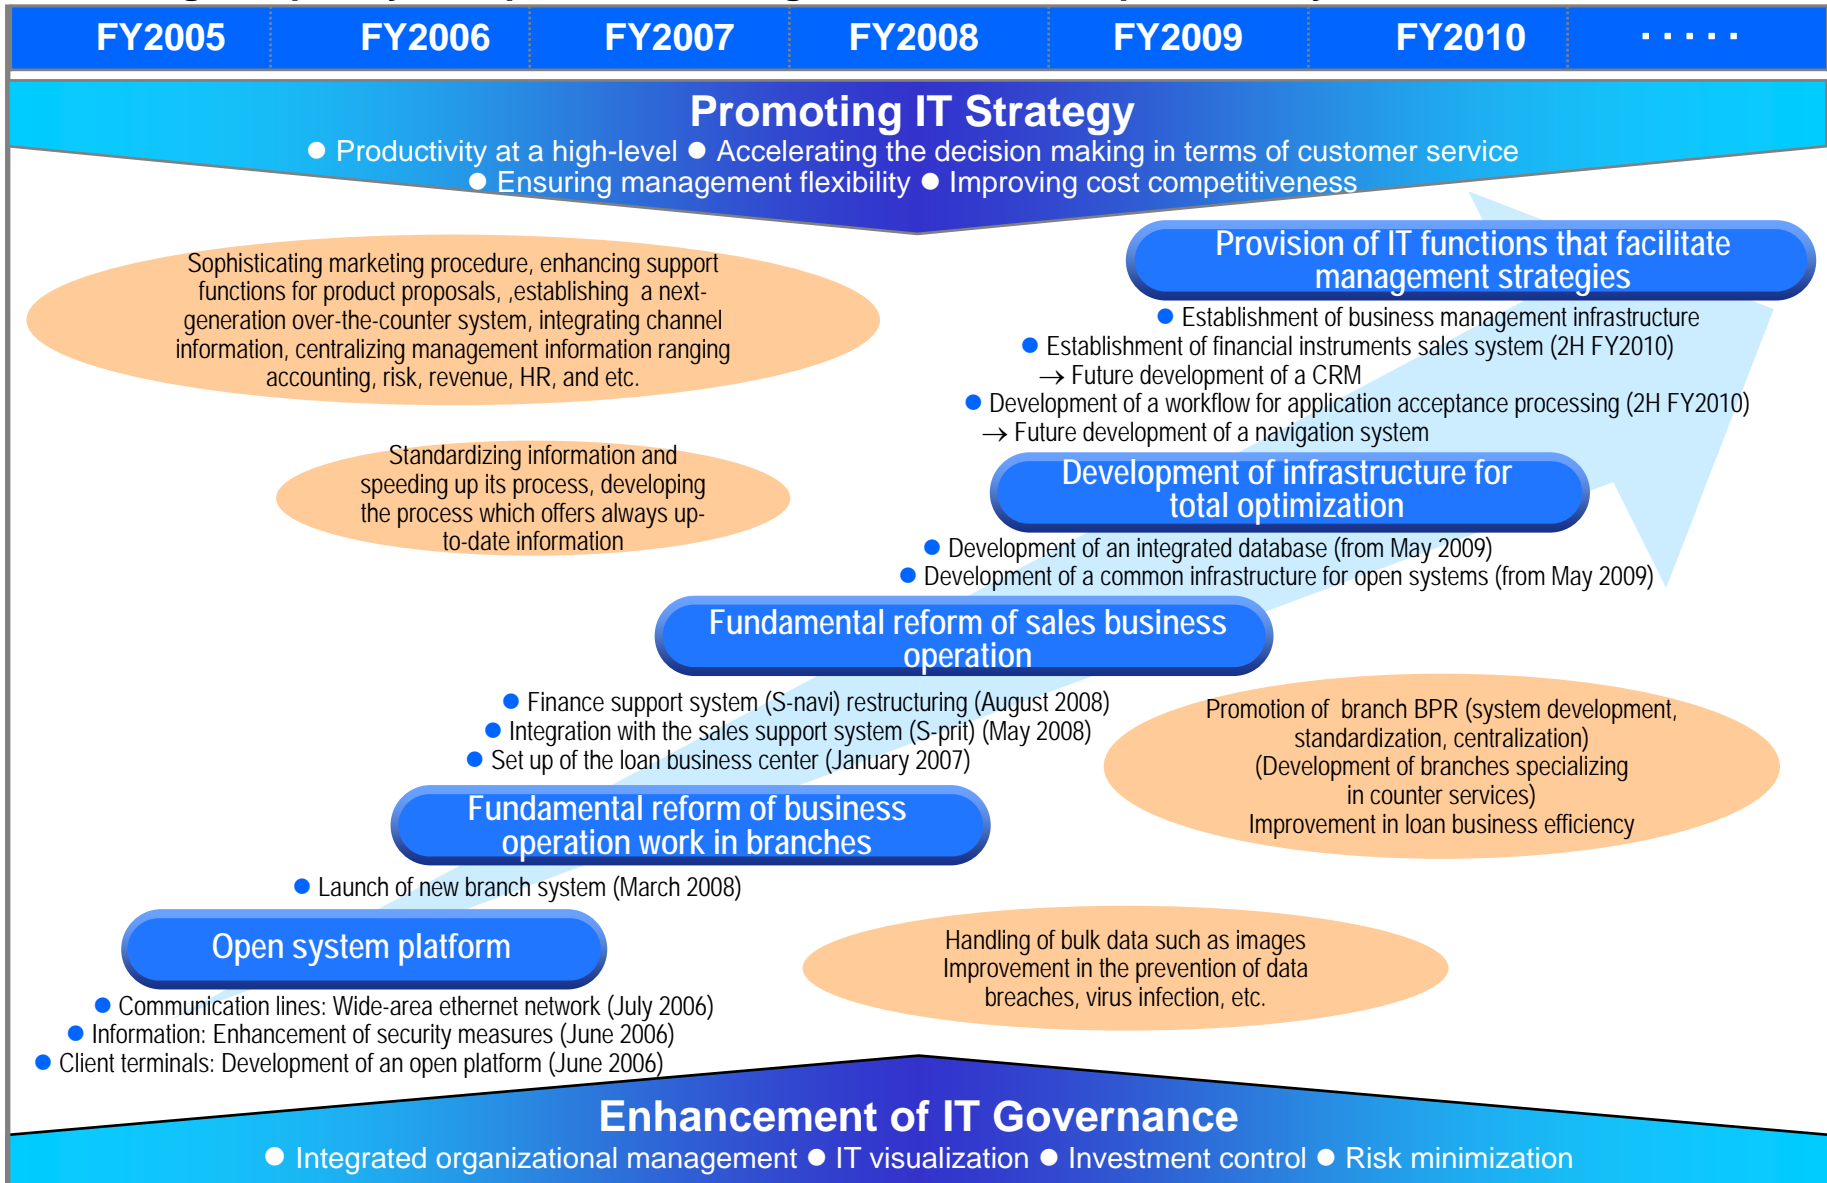 FY2005 FY2006 FY2007 FY2008 FY2009 FY2010 ·····
Promoting IT Strategy
● Productivity at a high-level ● Accelerating the decision making in terms of customer service
● Ensuring management flexibility ● Improving cost competitiveness
Sophisticating marketing procedure, enhancing support
functions for product proposals, ,establishing a next-
generation over-the-counter system, integrating channel
information, centralizing management information ranging
accounting, risk, revenue, HR, and etc.
Provision of IT functions that facilitate
management strategies
● Establishment of business management infrastructure
● Establishment of financial instruments sales system (2H FY2010)
→ Future development of a CRM
● Development of a workflow for application acceptance processing (2H FY2010)
→ Future development of a navigation system
Standardizing information and
speeding up its process, developing
the process which offers always up-
to-date information
Development of infrastructure for
total optimization
● Development of an integrated database (from May 2009)
● Development of a common infrastructure for open systems (from May 2009)
Fundamental reform of sales business
operation
● Finance support system (S-navi) restructuring (August 2008)
● Integration with the sales support system (S-prit) (May 2008)
● Set up of the loan business center (January 2007)
Promotion of branch BPR (system development,
standardization, centralization)
(Development of branches specializing
in counter services)
Improvement in loan business efficiency
Fundamental reform of business
operation work in branches
● Launch of new branch system (March 2008)
Open system platform
● Communication lines: Wide-area ethernet network (July 2006)
● Information: Enhancement of security measures (June 2006)
● Client terminals: Development of an open platform (June 2006)
Handling of bulk data such as images
Improvement in the prevention of data
breaches, virus infection, etc.
Enhancement of IT Governance
● Integrated organizational management ● IT visualization ● Investment control ● Risk minimization